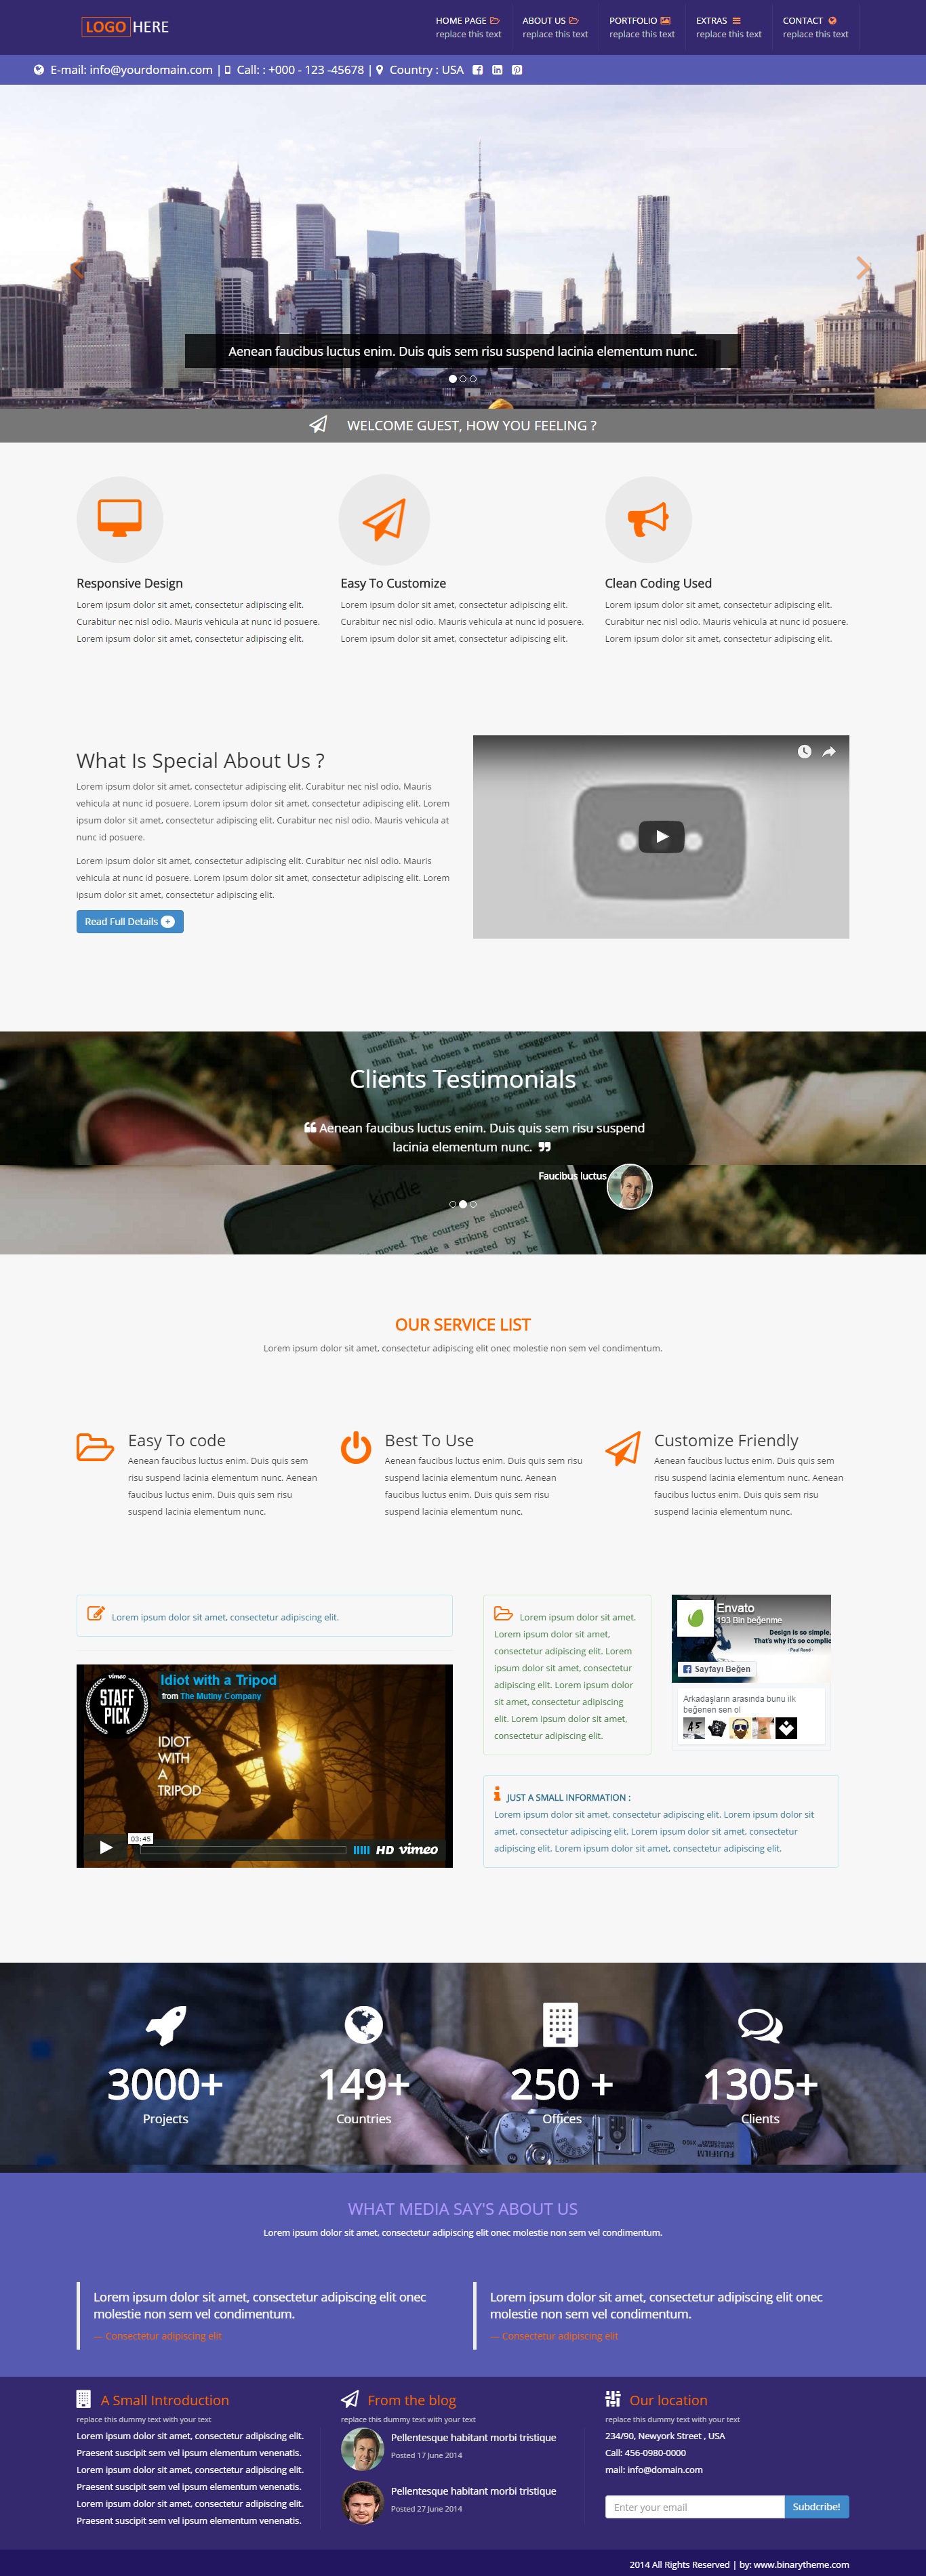 LOGO HERE
HOME PAGE
replace this text
ABOUT US
replace this text
PORTFOLIO
replace this text
EXTRAS
replace this text
CONTACT
replace this text
E-mail: info@yourdomain.com | Call: : +000 - 123 -45678 | Country : USA
Aenean faucibus luctus enim. Duis quis sem risu suspend lacinia elementum nunc.
WELCOME GUEST, HOW YOU FEELING ?
Responsive Design
Lorem ipsum dolor sit amet, consectetur adipiscing elit.
Curabitur nec nisl odio. Mauris vehicula at nunc id posuere.
Lorem ipsum dolor sit amet, consectetur adipiscing elit.
Easy To Customize
Lorem ipsum dolor sit amet, consectetur adipiscing elit.
Curabitur nec nisl odio. Mauris vehicula at nunc id posuere.
Lorem ipsum dolor sit amet, consectetur adipiscing elit.
Clean Coding Used
Lorem ipsum dolor sit amet, consectetur adipiscing elit.
Curabitur nec nisl odio. Mauris vehicula at nunc id posuere.
Lorem ipsum dolor sit amet, consectetur adipiscing elit.
What Is Special About Us ?
Lorem ipsum dolor sit amet, consectetur adipiscing elit. Curabitur nec nisl odio. Mauris
vehicula at nunc id posuere. Lorem ipsum dolor sit amet, consectetur adipiscing elit. Lorem
ipsum dolor sit amet, consectetur adipiscing elit. Curabitur nec nisl odio. Mauris vehicula at
nunc id posuere.
Lorem ipsum dolor sit amet, consectetur adipiscing elit. Curabitur nec nisl odio. Mauris
vehicula at nunc id posuere. Lorem ipsum dolor sit amet, consectetur adipiscing elit. Lorem
ipsum dolor sit amet, consectetur adipiscing elit.
Read Full Details +
Clients Testimonials
Aenean faucibus luctus enim. Duis quis sem risu suspend
lacinia elementum nunc.
Faucibus luctus
kindle
OUR SERVICE LIST
Lorem ipsum dolor sit amet, consectetur adipiscing elit onec molestie non sem vel condimentum.
Easy To code
Aenean faucibus luctus enim. Duis quis sem
risu suspend lacinia elementum nunc. Aenean
faucibus luctus enim. Duis quis sem risu
suspend lacinia elementum nunc.
Best To Use
Aenean faucibus luctus enim. Duis quis sem risu
suspend lacinia elementum nunc. Aenean
faucibus luctus enim. Duis quis sem risu
suspend lacinia elementum nunc.
Customize Friendly
Aenean faucibus luctus enim. Duis quis sem
risu suspend lacinia elementum nunc. Aenean
faucibus luctus enim. Duis quis sem risu
suspend lacinia elementum nunc.
Lorem ipsum dolor sit amet, consectetur adipiscing elit.
vimeo
STAFF
PICK
Idiot with a Tripod
from The Mutiny Company
IDIOT
WITH
A
TRIPOD
03:45
HD vimeo
Lorem ipsum dolor sit amet.
Lorem ipsum dolor sit amet,
consectetur adipiscing elit. Lorem
ipsum dolor sit amet, consectetur
adipiscing elit. Lorem ipsum dolor
sit amet, consectetur adipiscing
elit. Lorem ipsum dolor sit amet,
consectetur adipiscing elit.
Envato
193 Bin beğenme
Design is so simple.
That's why it's so complic
- Paul Rand -
Sayfayı Beğen
Arkadaşların arasında bunu ilk
beğenen sen ol
JUST A SMALL INFORMATION :
Lorem ipsum dolor sit amet, consectetur adipiscing elit. Lorem ipsum dolor sit
amet, consectetur adipiscing elit. Lorem ipsum dolor sit amet, consectetur
adipiscing elit. Lorem ipsum dolor sit amet, consectetur adipiscing elit.
3000+
Projects
149+
Countries
250 +
Offices
1305+
Clients
FUJIFILM
WHAT MEDIA SAY'S ABOUT US
Lorem ipsum dolor sit amet, consectetur adipiscing elit onec molestie non sem vel condimentum.
Lorem ipsum dolor sit amet, consectetur adipiscing elit onec
molestie non sem vel condimentum.
— Consectetur adipiscing elit
Lorem ipsum dolor sit amet, consectetur adipiscing elit onec
molestie non sem vel condimentum.
— Consectetur adipiscing elit
A Small Introduction
replace this dummy text with your text
Lorem ipsum dolor sit amet, consectetur adipiscing elit.
Praesent suscipit sem vel ipsum elementum venenatis.
Lorem ipsum dolor sit amet, consectetur adipiscing elit.
Praesent suscipit sem vel ipsum elementum venenatis.
Lorem ipsum dolor sit amet, consectetur adipiscing elit.
Praesent suscipit sem vel ipsum elementum venenatis.
From the blog
replace this dummy text with your text
Pellentesque habitant morbi tristique
Posted 17 June 2014
Pellentesque habitant morbi tristique
Posted 27 June 2014
Our location
replace this dummy text with your text
234/90, Newyork Street , USA
Call: 456-0980-0000
mail: info@domain.com
Enter your email
Subdcribe!
2014 All Rights Reserved | by: www.binarytheme.com